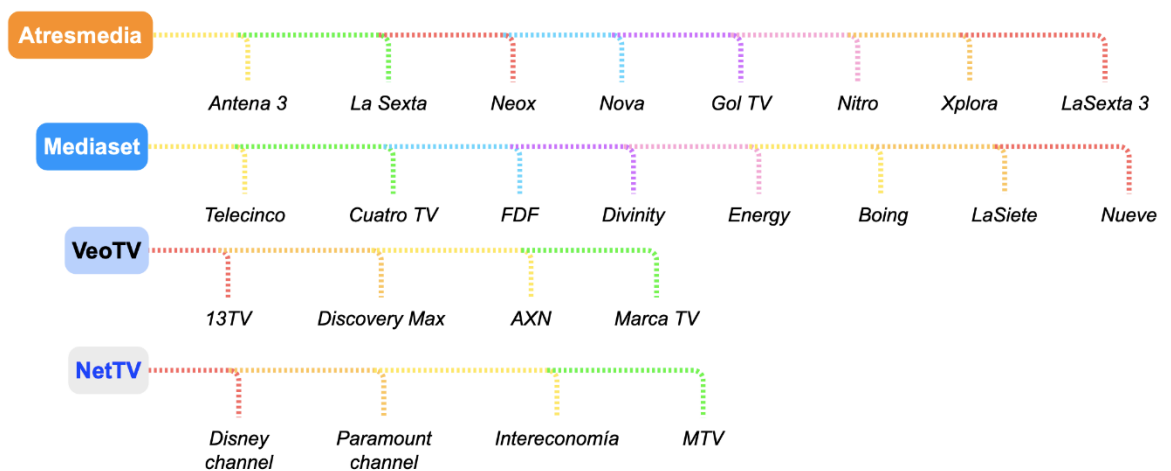 Atresmedia
Antena 3 La Sexta Neox Nova Gol TV Nitro Xplora LaSexta 3
Mediaset
Telecinco Cuatro TV FDF Divinity Energy Boing LaSiete Nueve
VeoTV
13TV Discovery Max AXN Marca TV
NetTV
Disney channel Paramount channel Intereconomía MTV